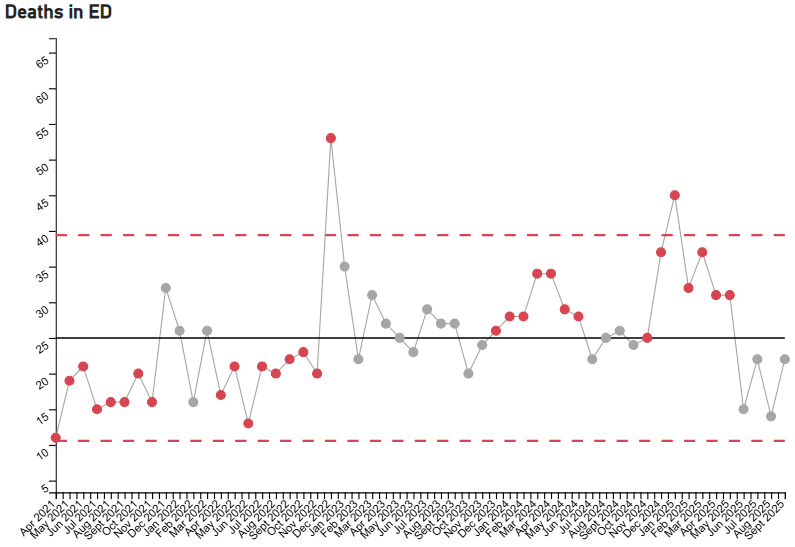 Deaths in ED
65
60
55
50
45
40
35
30
25
20
15
10
5
Apr 2021
May 2021
Jun 2021
Jul 2021
Aug 2021
Sept 2021
Oct 2021
Nov 2021
Dec 2021
Jan 2022
Feb 2022
Mar 2022
Apr 2022
May 2022
Jun 2022
Jul 2022
Aug 2022
Sept 2022
Oct 2022
Nov 2022
Dec 2022
Jan 2023
Feb 2023
Mar 2023
Apr 2023
May 2023
Jun 2023
Jul 2023
Aug 2023
Sept 2023
Oct 2023
Nov 2023
Dec 2023
Jan 2024
Feb 2024
Mar 2024
Apr 2024
May 2024
Jun 2024
Jul 2024
Aug 2024
Sept 2024
Oct 2024
Nov 2024
Dec 2024
Jan 2025
Feb 2025
Mar 2025
Apr 2025
May 2025
Jun 2025
Jul 2025
Aug 2025
Sept 2025